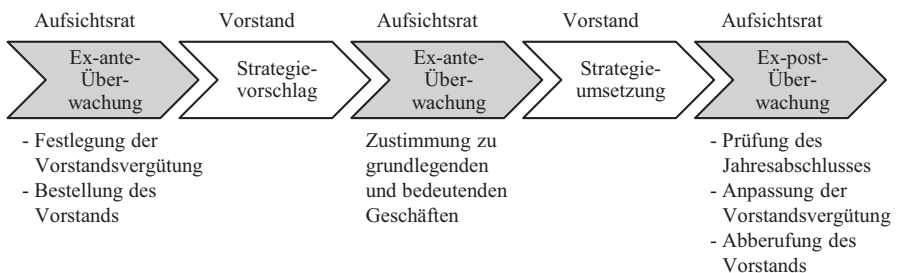 Aufsichtsrat
Vorstand
Aufsichtsrat
Vorstand
Aufsichtsrat
Ex-ante-
Über-
wachung
Strategie-
vorschlag
Ex-ante-
Über-
wachung
Strategie-
umsetzung
Ex-post-
Über-
wachung
- Festlegung der
Vorstandsvergütung
- Bestellung des
Vorstands
Zustimmung zu
grundlegenden
und bedeutenden
Geschäften
- Prüfung des
Jahresabschlusses
- Anpassung der
Vorstandsvergütung
- Abberufung des
Vorstands